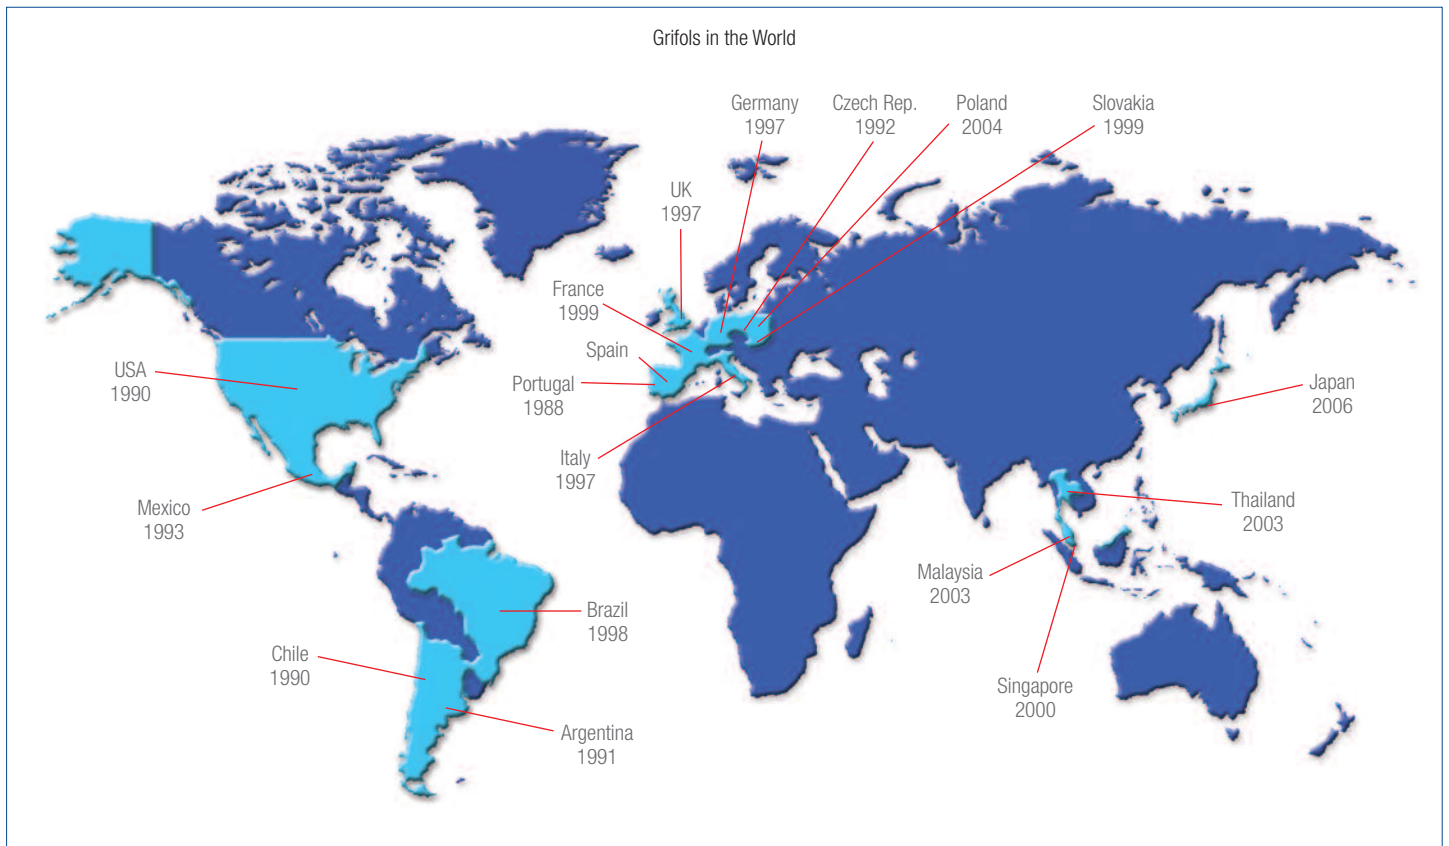 Grifols in the World
Germany
1997
Czech Rep.
1992
Poland
2004
Slovakia
1999
UK
1997
France
1999
Spain
Portugal
1988
Italy
1997
USA
1990
Mexico
1993
Japan
2006
Thailand
2003
Malaysia
2003
Singapore
2000
Brazil
1998
Chile
1990
Argentina
1991